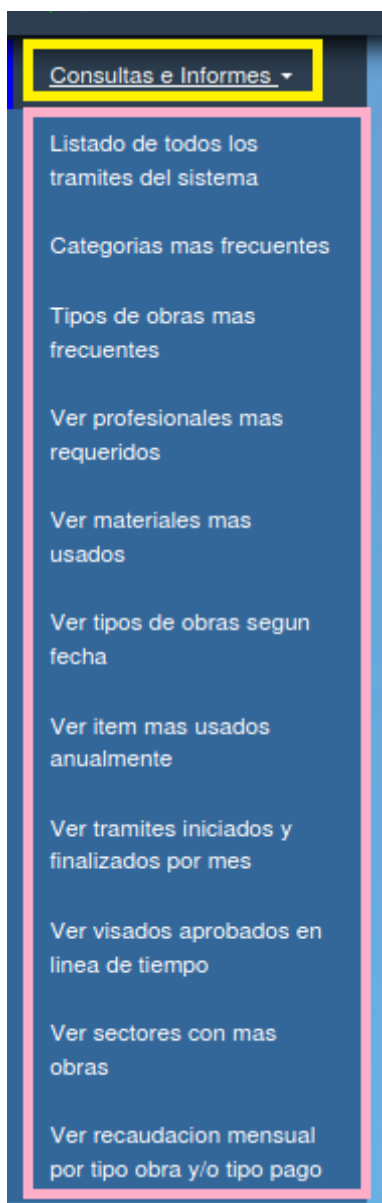 Consultas e Informes
Listado de todos los
tramites del sistema
Categorias mas frecuentes
Tipos de obras mas
frecuentes
Ver profesionales mas
requeridos
Ver materiales mas
usados
Ver tipos de obras segun
fecha
Ver item mas usados
anualmente
Ver tramites iniciados y
finalizados por mes
Ver visados aprobados en
linea de tiempo
Ver sectores con mas
obras
Ver recaudacion mensual
por tipo obra y/o tipo pago